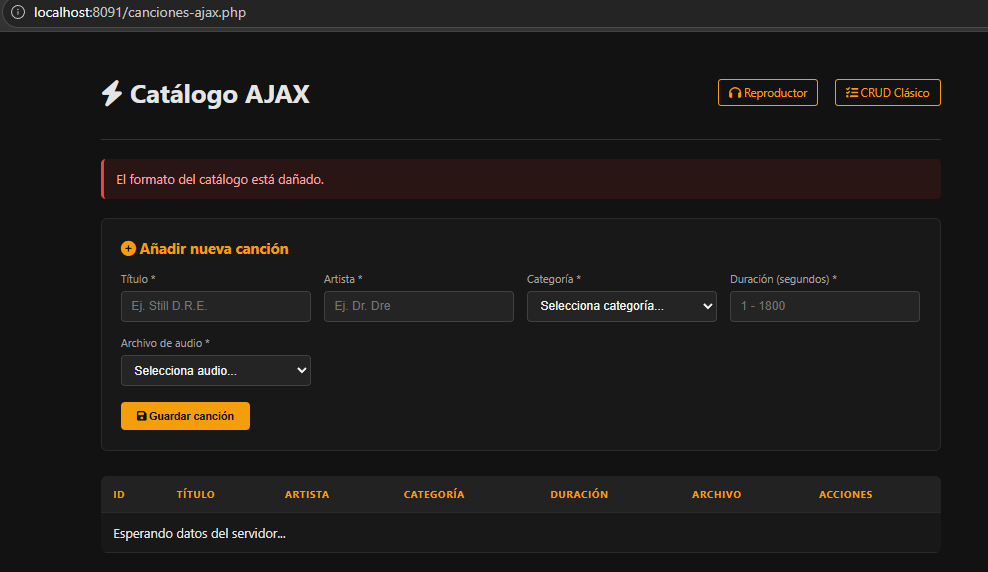 localhost:8091/canciones-ajax.php
Catálogo AJAX
Reproductor
CRUD Clásico
El formato del catálogo está dañado.
Añadir nueva canción
Título * Artista * Categoría * Duración (segundos) *
Ej. Still D.R.E. Ej. Dr. Dre Selecciona categoría... 1 - 1800
Archivo de audio *
Selecciona audio...
Guardar canción
ID TÍTULO ARTISTA CATEGORÍA DURACIÓN ARCHIVO ACCIONES
Esperando datos del servidor...